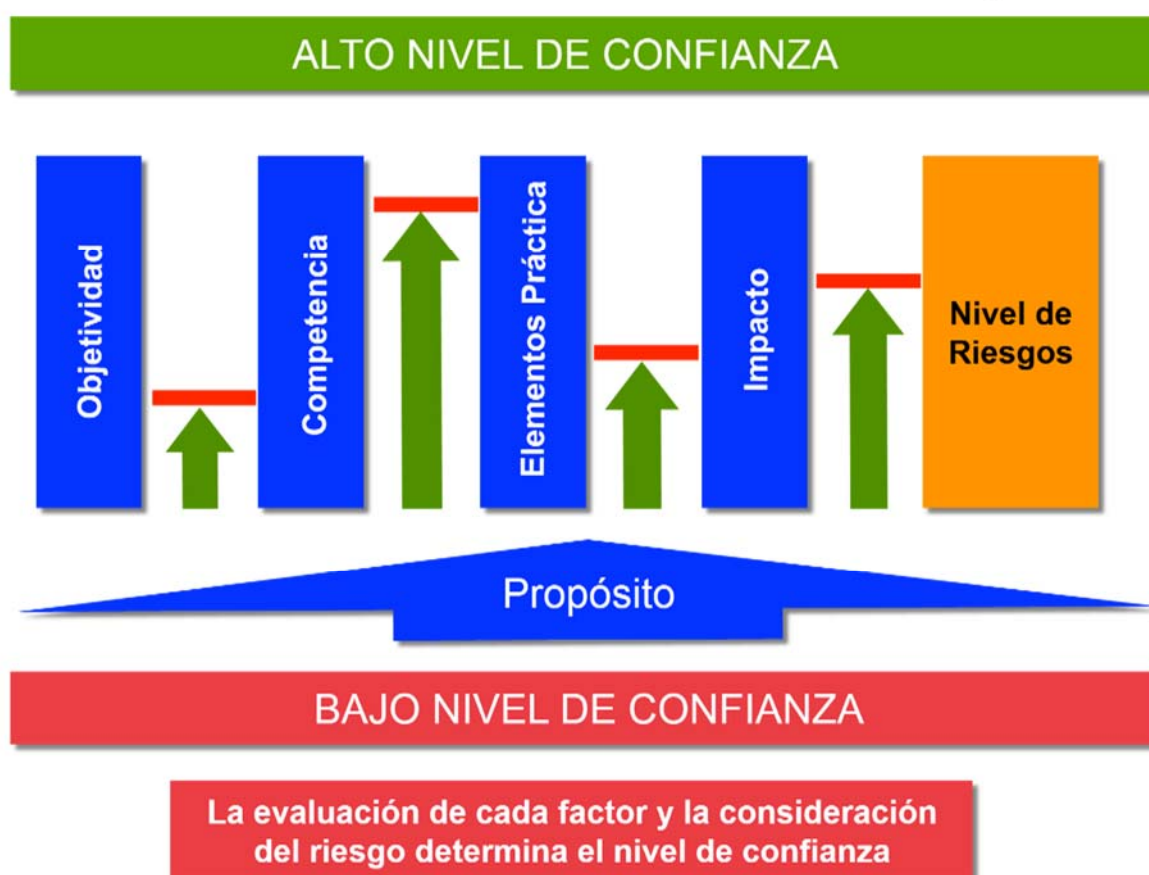 ALTO NIVEL DE CONFIANZA
Objetividad
Competencia
Elementos Práctica
Impacto
Nivel de
Riesgos
Propósito
BAJO NIVEL DE CONFIANZA
La evaluación de cada factor y la consideración
del riesgo determina el nivel de confianza